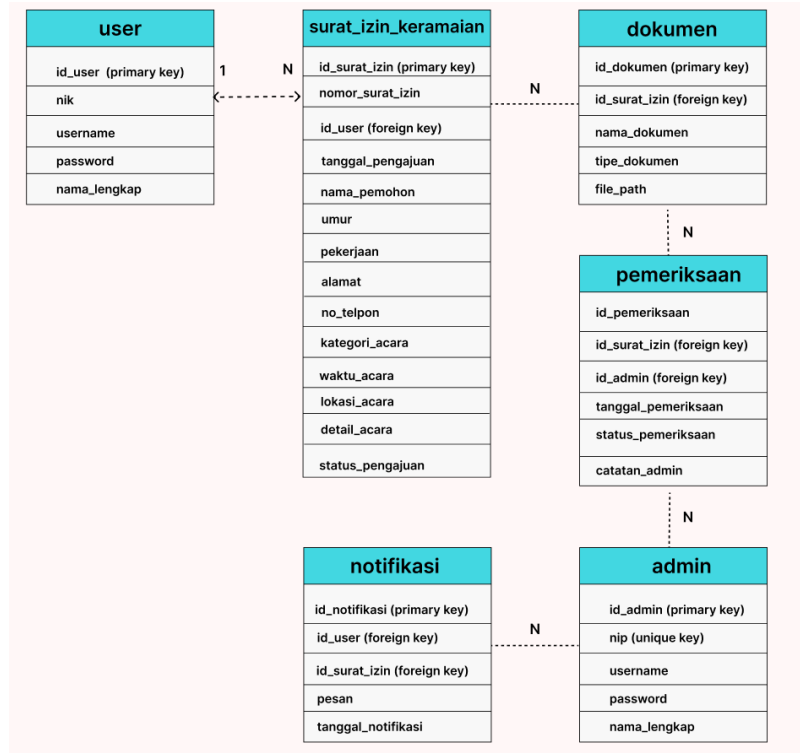 user
id_user (primary key)
nik
username
password
nama_lengkap
1
N
surat_izin_keramaian
id_surat_izin (primary key)
nomor_surat_izin
id_user (foreign key)
tanggal_pengajuan
nama_pemohon
umur
pekerjaan
alamat
no_telpon
kategori_acara
waktu_acara
lokasi_acara
detail_acara
status_pengajuan
N
dokumen
id_dokumen (primary key)
id_surat_izin (foreign key)
nama_dokumen
tipe_dokumen
file_path
N
pemeriksaan
id_pemeriksaan
id_surat_izin (foreign key)
id_admin (foreign key)
tanggal_pemeriksaan
status_pemeriksaan
catatan_admin
N
notifikasi
id_notifikasi (primary key)
id_user (foreign key)
id_surat_izin (foreign key)
pesan
tanggal_notifikasi
N
admin
id_admin (primary key)
nip (unique key)
username
password
nama_lengkap